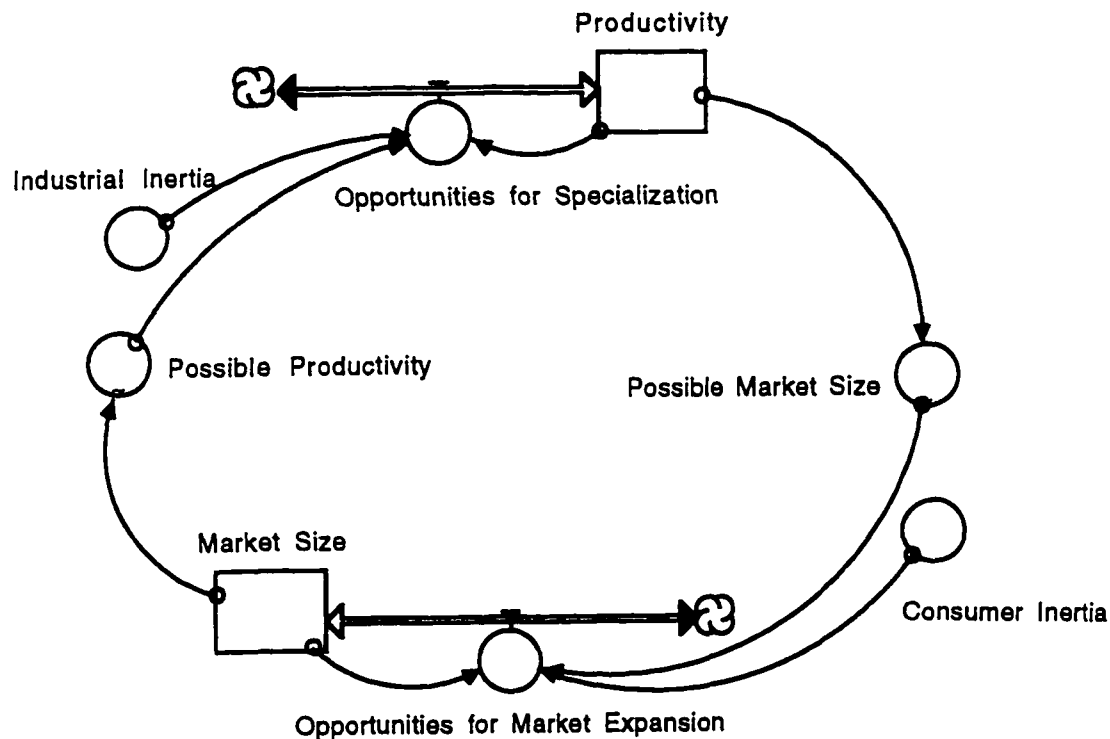 Productivity
Industrial Inertia
Opportunities for Specialization
Possible Productivity
Possible Market Size
Market Size
Consumer Inertia
Opportunities for Market Expansion